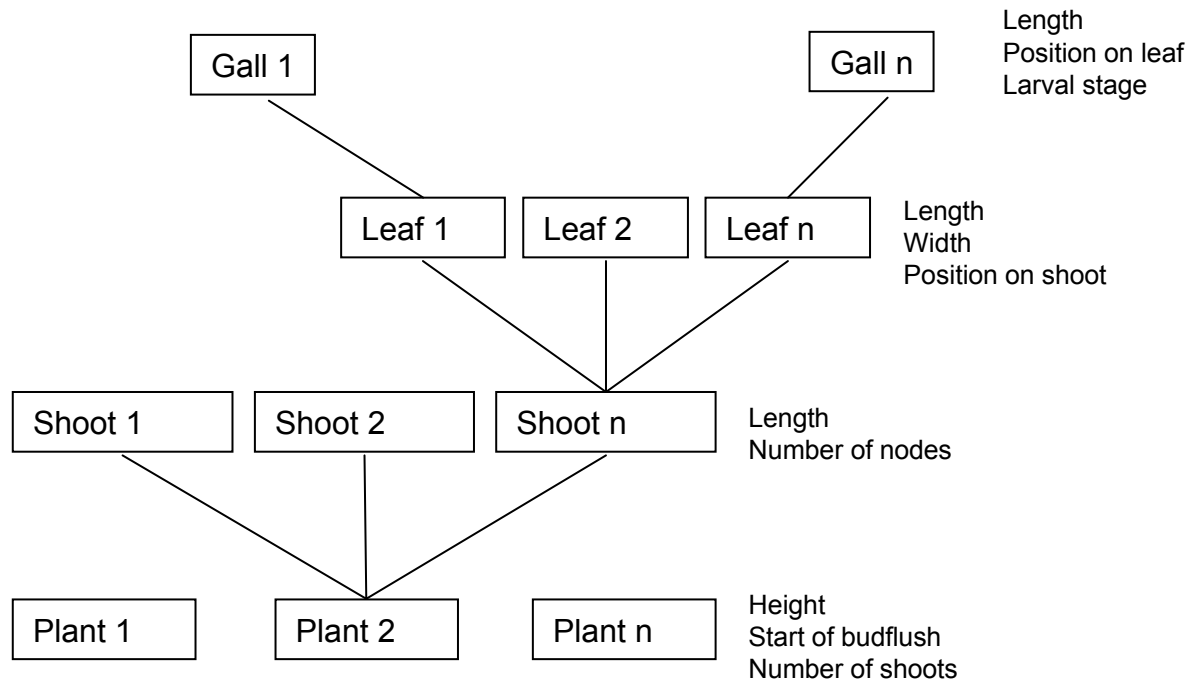 Gall 1
Gall n
Length
Position on leaf
Larval stage
Leaf 1
Leaf 2
Leaf n
Length
Width
Position on shoot
Shoot 1
Shoot 2
Shoot n
Length
Number of nodes
Plant 1
Plant 2
Plant n
Height
Start of budflush
Number of shoots